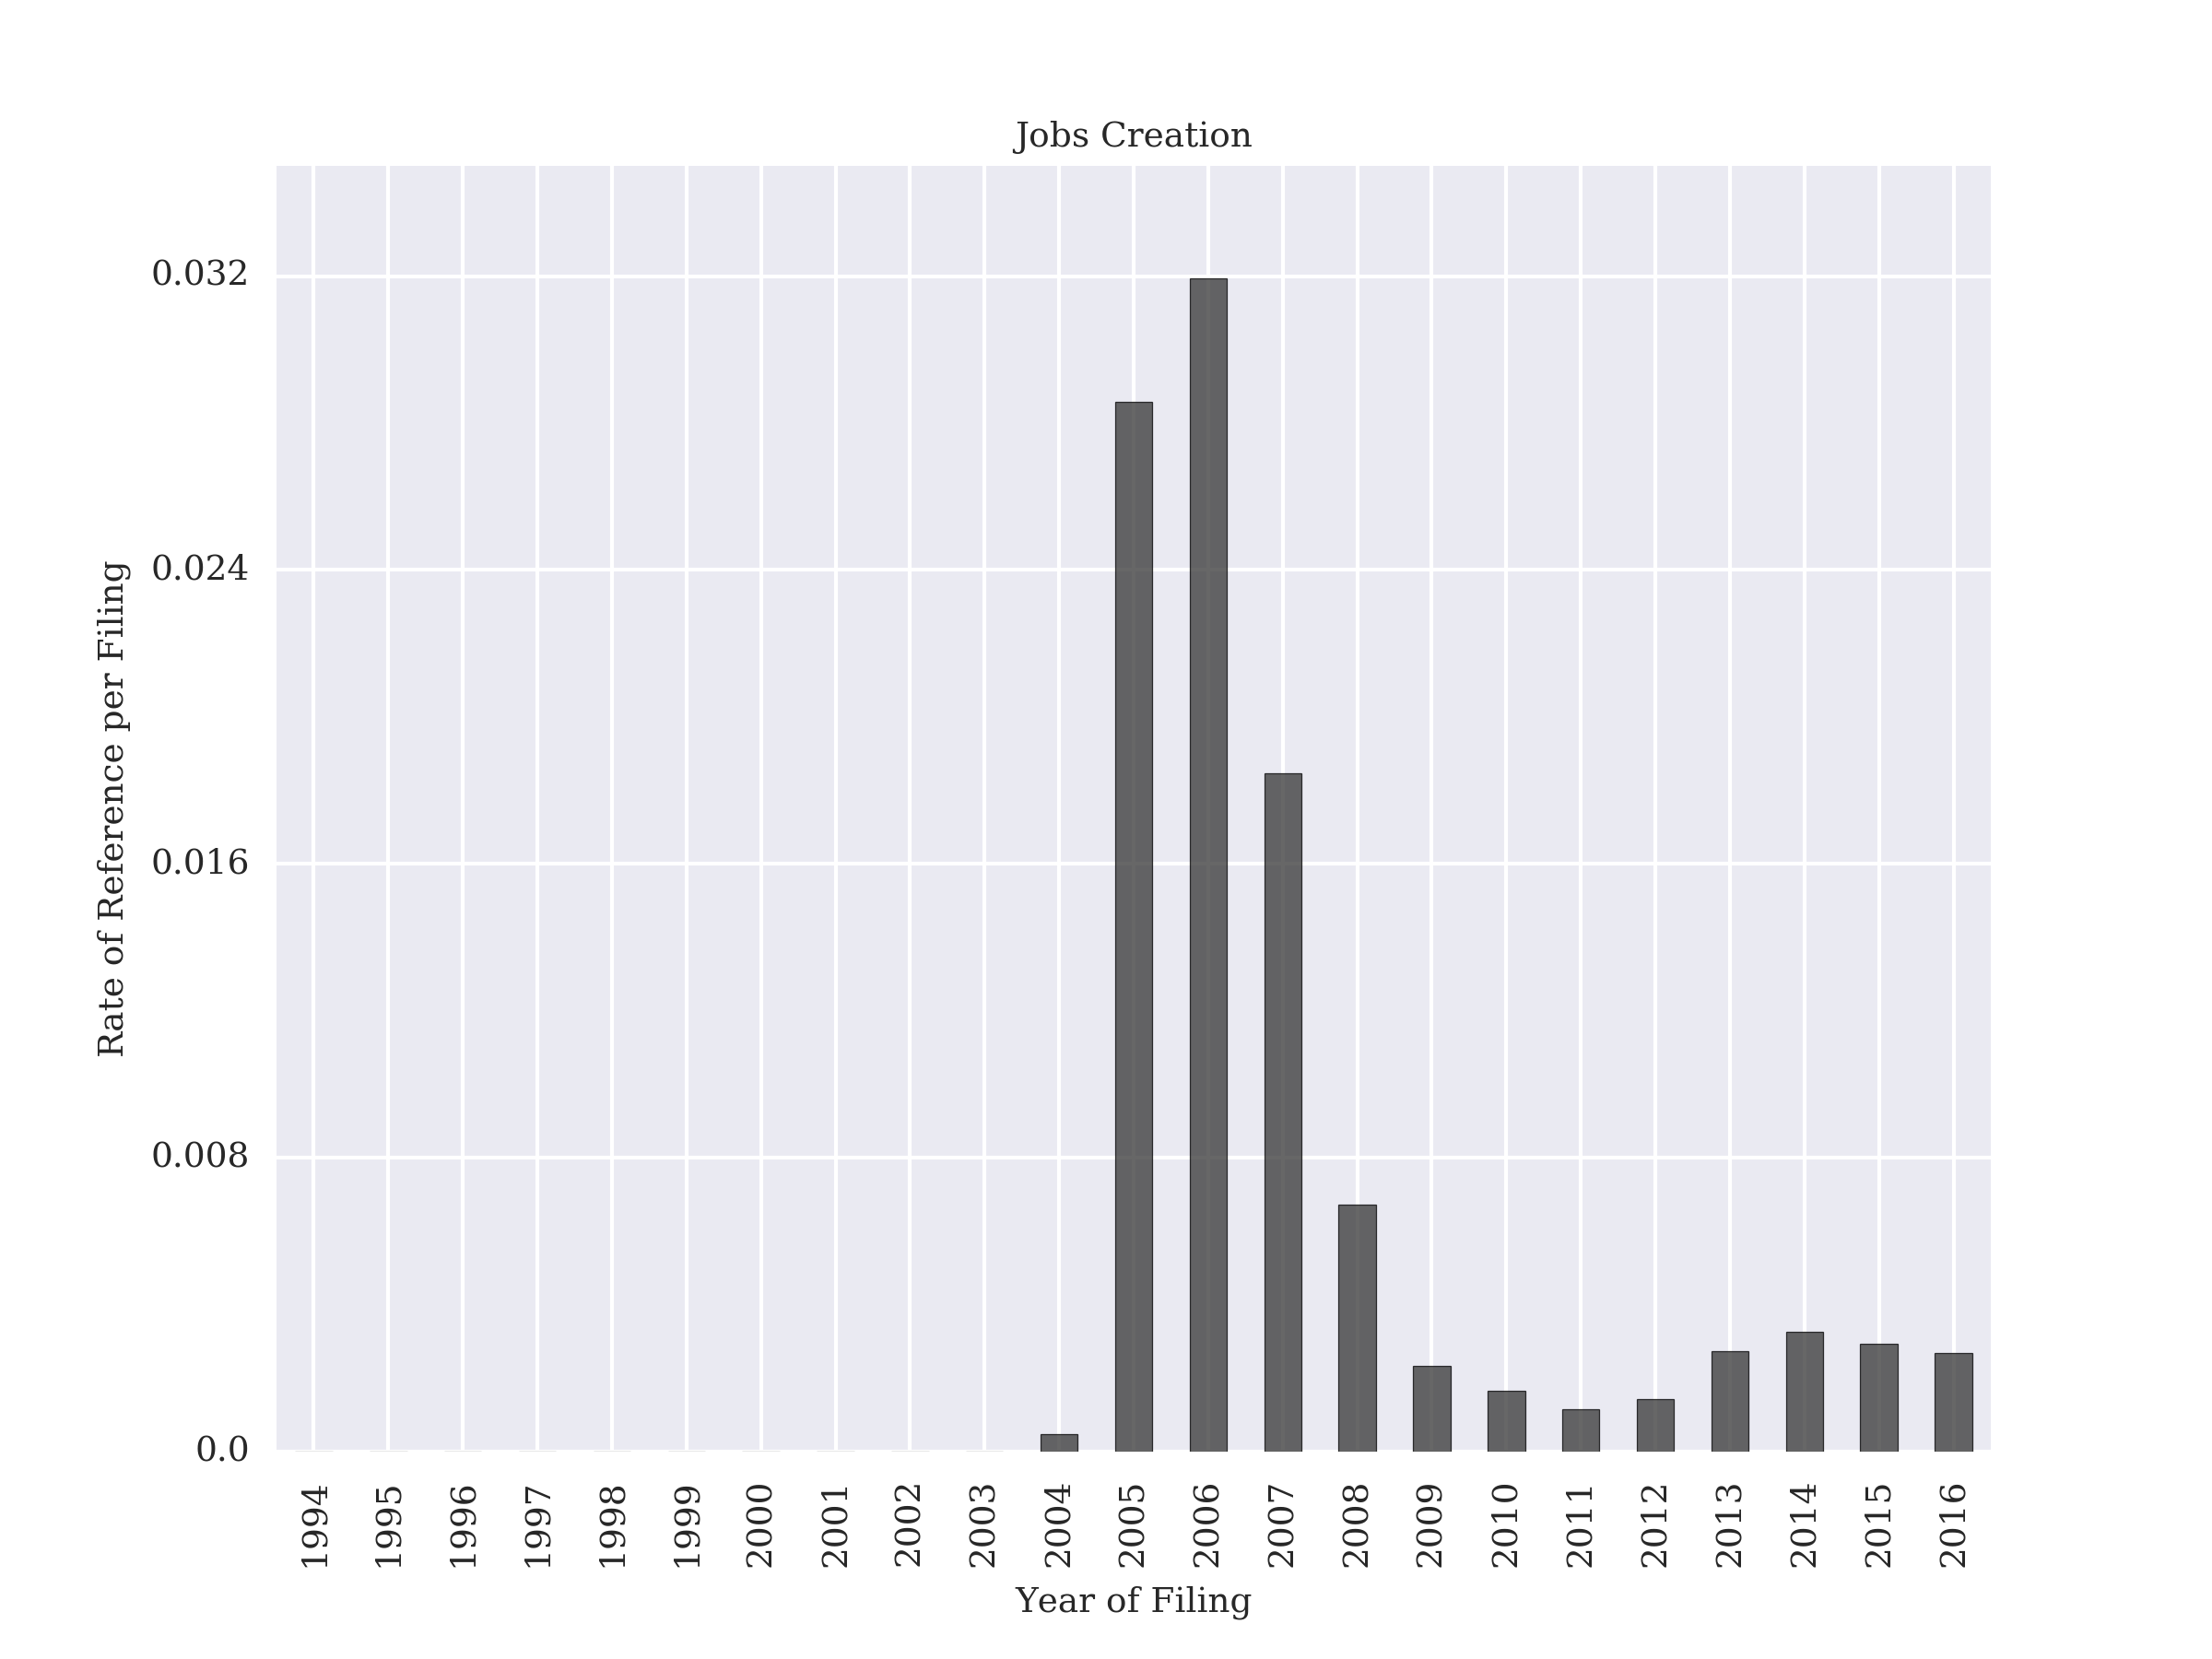 Jobs Creation
Rate of Reference per Filing
0.032
0.024
0.016
0.008
0.0
1994 1995 1996 1997 1998 1999 2000 2001 2002 2003 2004 2005 2006 2007 2008 2009 2010 2011 2012 2013 2014 2015 2016
Year of Filing